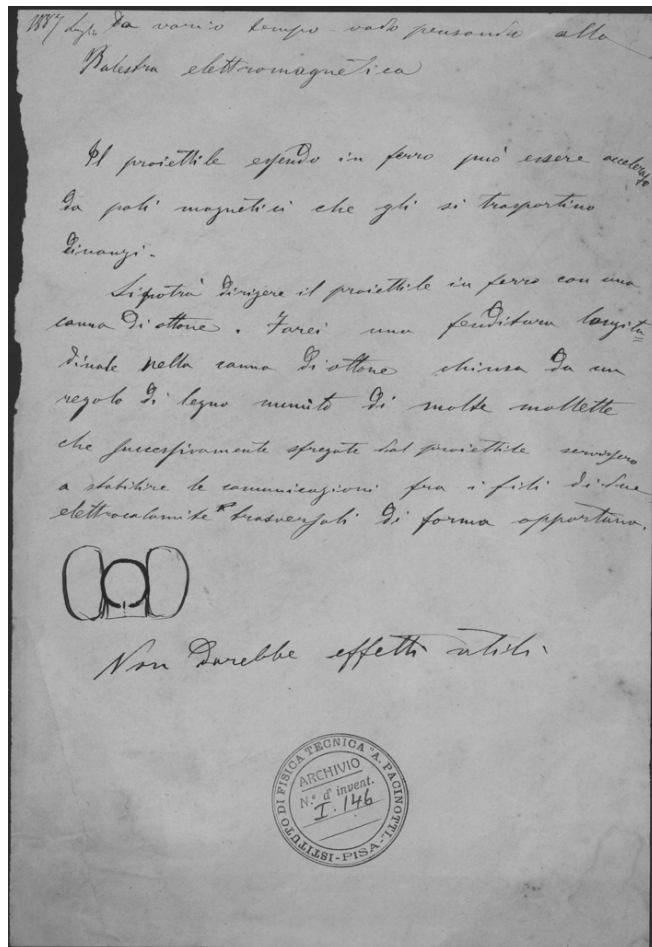 1887 Luglio Da vario tempo vado pensando alla
Balestra elettromagnetica
Il proiettile essendo in ferro può essere accelerato
da poli magnetici che gli si trasportino
dinanzi.
Si potrà dirigere il proiettile in ferro con una
canna di ottone. Farei una fenditura longitu=
dinale nella canna di ottone chiusa da un
regolo di legno munito di molte mollette
che successivamente sfregate dal proiettile servissero
a stabilire le comunicazioni fra i fili di due
elettrocalamite trasversali di forma opportuna.
Non darebbe effetti utili.
ISTITUTO DI FISICA TECNICA "A. PACINOTTI" - PISA -
ARCHIVIO
N.° d' invent.
I. 146